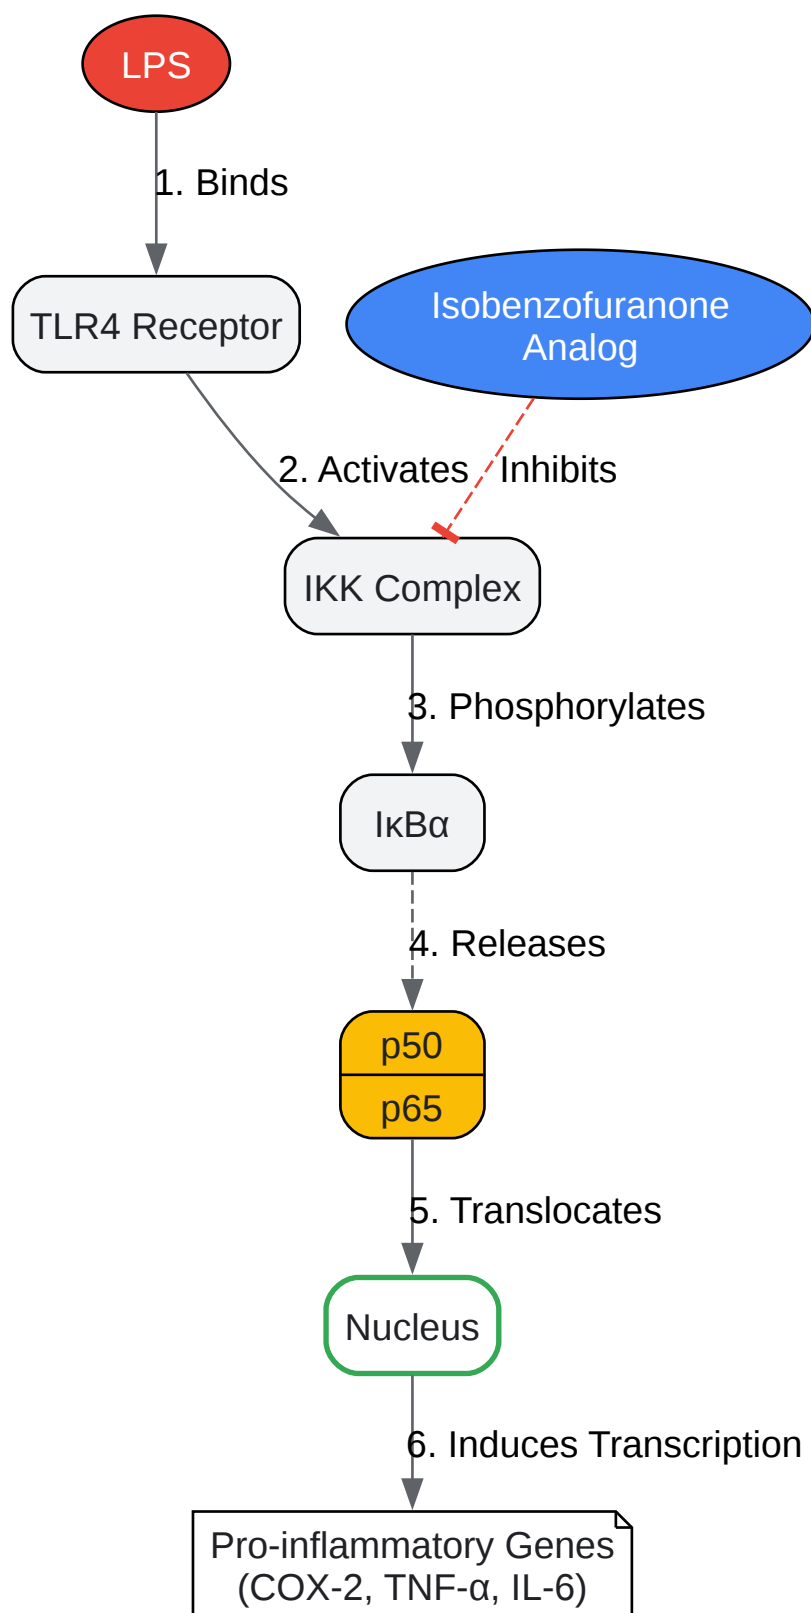 LPS
1. Binds
TLR4 Receptor
Isobenzofuranone
Analog
2. Activates
Inhibits
IKK Complex
3. Phosphorylates
IκBα
4. Releases
p50
p65
5. Translocates
Nucleus
6. Induces Transcription
Pro-inflammatory Genes
(COX-2, TNF-α, IL-6)